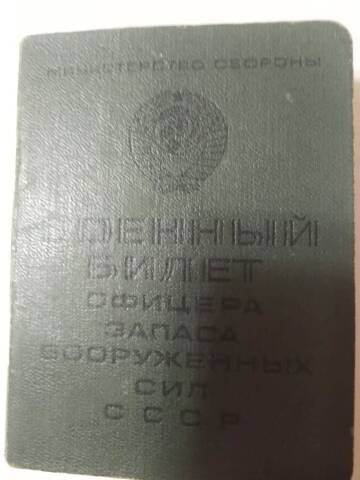 МИНИСТЕРСТВО ОБОРОНЫ
ВОЕННЫЙ
БИЛЕТ
ОФИЦЕРА
ЗАПАСА
ВООРУЖЕННЫХ
СИЛ
СССР